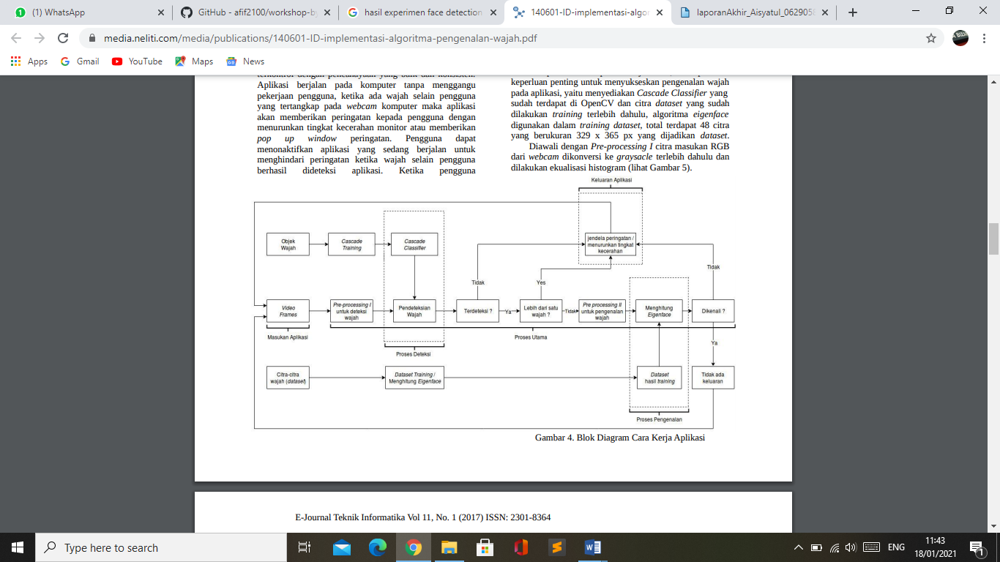 (1) WhatsApp
GitHub - afif2100/workshop-b
hasil experimen face detection
140601-ID-implementasi-algor
laporanAkhir_Aisyatul_062905
media.neliti.com/media/publications/140601-ID-implementasi-algoritma-pengenalan-wajah.pdf
Apps
Gmail
YouTube
Maps
News
terkontrol dengan pencahayaan yang baik dan konsisten.
Aplikasi berjalan pada komputer tanpa menggangu
pekerjaan pengguna, ketika ada wajah selain pengguna
yang tertangkap pada webcam komputer maka aplikasi
akan memberikan peringatan kepada pengguna dengan
menurunkan tingkat kecerahan monitor atau memberikan
pop up window peringatan. Pengguna dapat
menonaktifkan aplikasi yang sedang berjalan untuk
menghindari peringatan ketika wajah selain pengguna
berhasil dideteksi aplikasi. Ketika pengguna
keperluan penting untuk menyukseskan pengenalan wajah
pada aplikasi, yaitu menyediakan Cascade Classifier yang
sudah terdapat di OpenCV dan citra dataset yang sudah
dilakukan training terlebih dahulu, algoritma eigenface
digunakan dalam training dataset, total terdapat 48 citra
yang berukuran 329 x 365 px yang dijadikan dataset.
Diawali dengan Pre-processing I citra masukan RGB
dari webcam dikonversi ke graysacle terlebih dahulu dan
dilakukan ekualisasi histogram (lihat Gambar 5).
Keluaran Aplikasi
Objek
Wajah
Cascade
Training
Cascade
Classifier
jendela peringatan /
menurunkan tingkat
kecerahan
Tidak
Yes
Tidak
Video
Frames
Pre-processing I
untuk deteksi
wajah
Pendeteksian
Wajah
Terdeteksi ?
Ya
Lebih dari satu
wajah ?
Tidak
Pre processing II
untuk pengenalan
wajah
Menghitung
Eigenface
Dikenali ?
Masukan Aplikasi
Proses Utama
Ya
Proses Deteksi
Citra-citra
wajah (dataset)
Dataset Training /
Menghitung Eigenface
Dataset
hasil training
Tidak ada
keluaran
Proses Pengenalan
Gambar 4. Blok Diagram Cara Kerja Aplikasi
E-Journal Teknik Informatika Vol 11, No. 1 (2017) ISSN: 2301-8364
Type here to search
ENG
11:43
18/01/2021
1